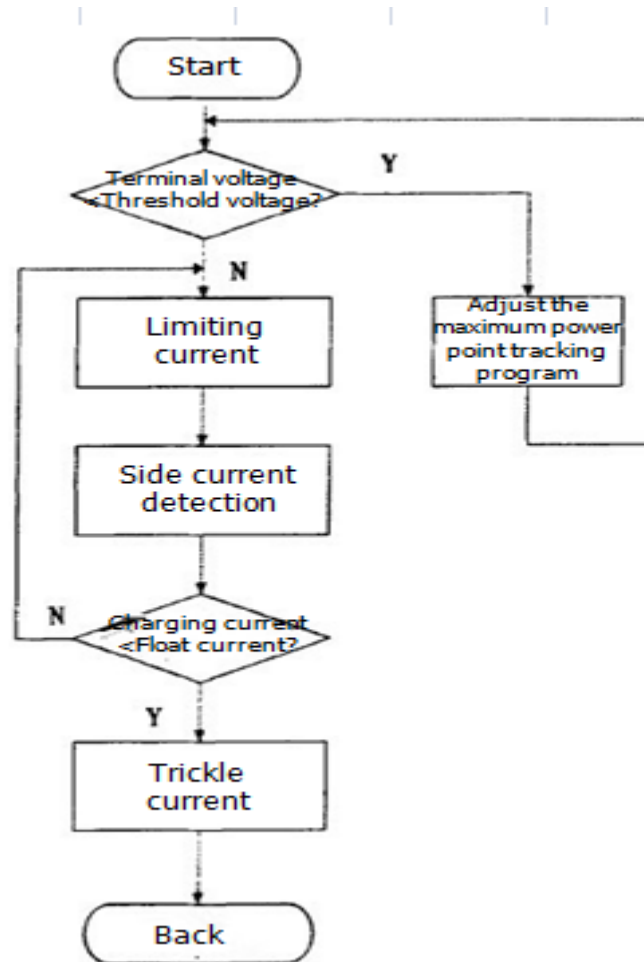 Start
Terminal voltage
<Threshold voltage?
Y
N
Limiting
current
Adjust the
maximum power
point tracking
program
Side current
detection
N
Charging current
<Float current?
Y
Trickle
current
Back